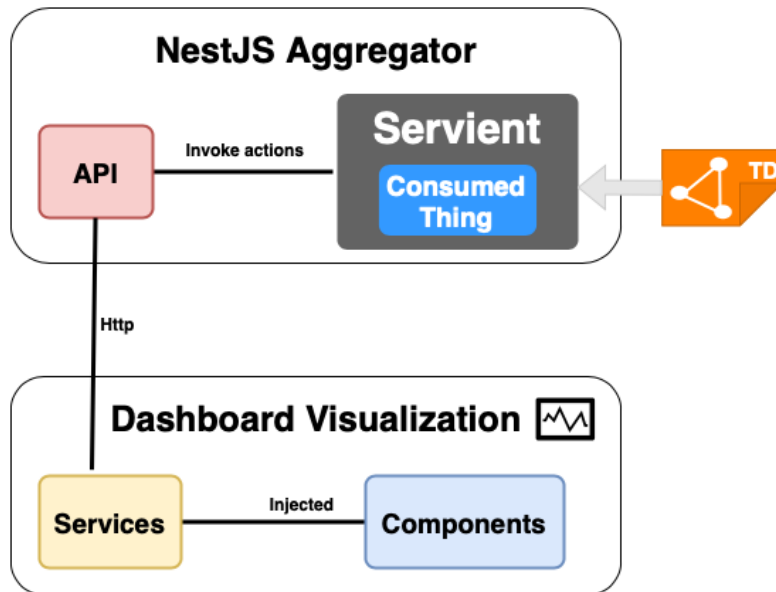 NestJS Aggregator
API
Invoke actions
Servient
Consumed
Thing
TD
Http
Dashboard Visualization
Services
Injected
Components